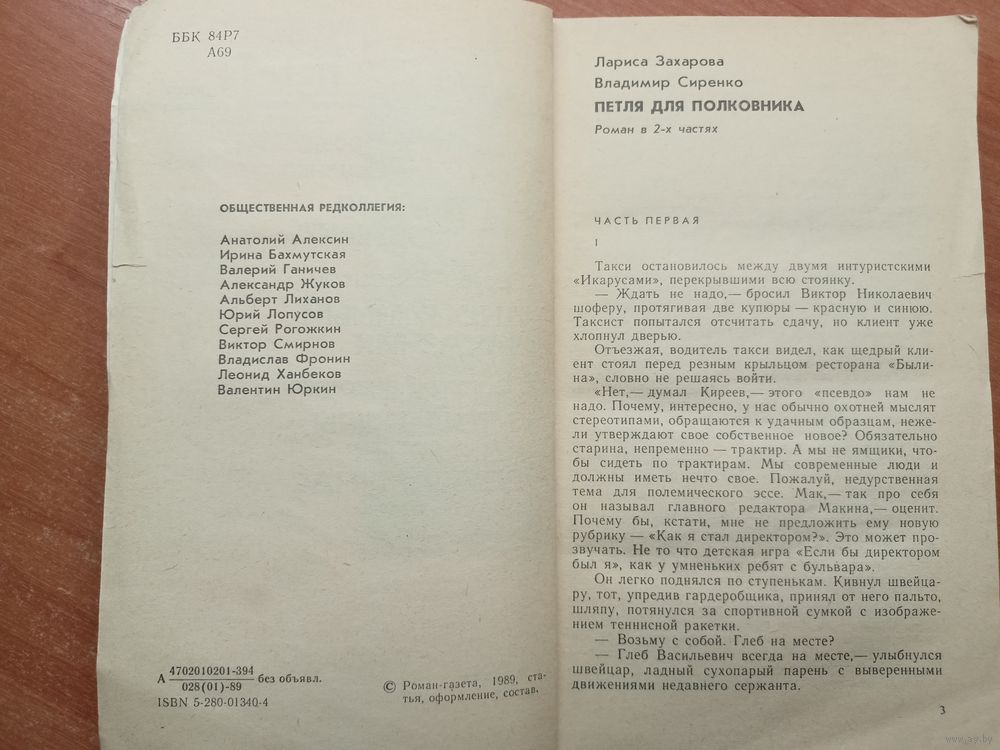 ББК 84Р7
А69
ОБЩЕСТВЕННАЯ РЕДКОЛЛЕГИЯ:
Анатолий Алексин
Ирина Бахмутская
Валерий Ганичев
Александр Жуков
Альберт Лиханов
Юрий Лопусов
Сергей Рогожкин
Виктор Смирнов
Владислав Фронин
Леонид Ханбеков
Валентин Юркин
А 4702010201-394
028(01)-89 без объявл.
ISBN 5-280-01340-4
© Роман-газета, 1989, ста-
тья, оформление, состав.
Лариса Захарова
Владимир Сиренко
ПЕТЛЯ ДЛЯ ПОЛКОВНИКА
Роман в 2-х частях
ЧАСТЬ ПЕРВАЯ
I
Такси остановилось между двумя интуристскими
«Икарусами», перекрывшими всю стоянку.
— Ждать не надо,— бросил Виктор Николаевич
шоферу, протягивая две купюры — красную и синюю.
Таксист попытался отсчитать сдачу, но клиент уже
хлопнул дверью.
Отъезжая, водитель такси видел, как щедрый кли-
ент стоял перед резным крыльцом ресторана «Были-
на», словно не решаясь войти.
«Нет,— думал Киреев,— этого «псевдо» нам не
надо. Почему, интересно, у нас обычно охотней мыслят
стереотипами, обращаются к удачным образцам, неже-
ли утверждают свое собственное новое? Обязательно
старина, непременно — трактир. А мы не ямщики, что-
бы сидеть по трактирам. Мы современные люди и
должны иметь нечто свое. Пожалуй, недурственная
тема для полемического эссе. Мак,— так про себя
он называл главного редактора Макина,— оценит.
Почему бы, кстати, мне не предложить ему новую
рубрику — «Как я стал директором?». Это может про-
звучать. Не то что детская игра «Если бы директором
был я», как у умненьких ребят с бульвара».
Он легко поднялся по ступенькам. Кивнул швейца-
ру, тот, упредив гардеробщика, принял от него пальто,
шляпу, потянулся за спортивной сумкой с изображе-
нием теннисной ракетки.
— Возьму с собой. Глеб на месте?
— Глеб Васильевич всегда на месте,— улыбнулся
швейцар, ладный сухопарый парень с выверенными
движениями недавнего сержанта.
3
www.ay.by